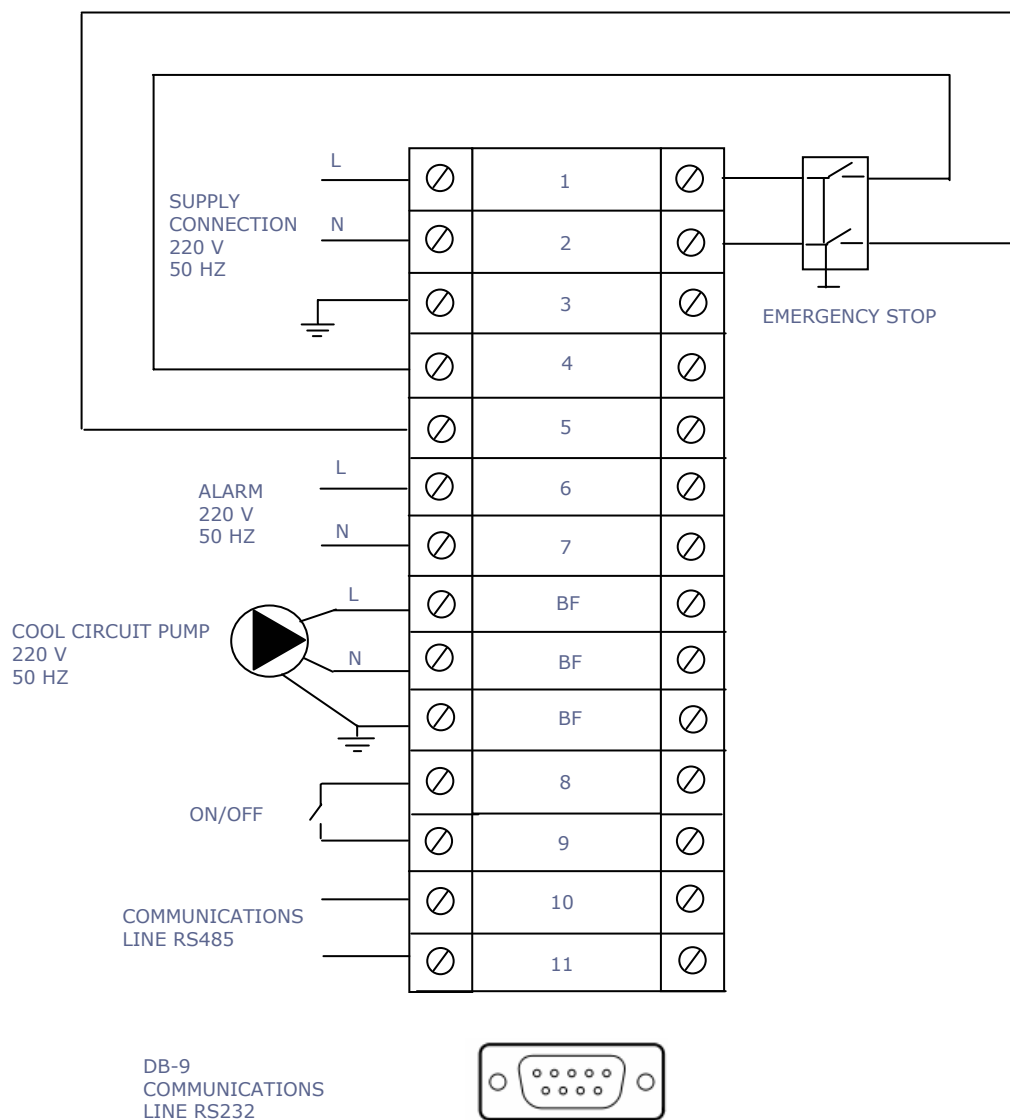 L
1
SUPPLY
CONNECTION
220 V
50 HZ
N
2
3
EMERGENCY STOP
4
5
L
6
ALARM
220 V
50 HZ
N
7
L
BF
COOL CIRCUIT PUMP
220 V
50 HZ
N
BF
BF
8
ON/OFF
9
10
COMMUNICATIONS
LINE RS485
11
DB-9
COMMUNICATIONS
LINE RS232